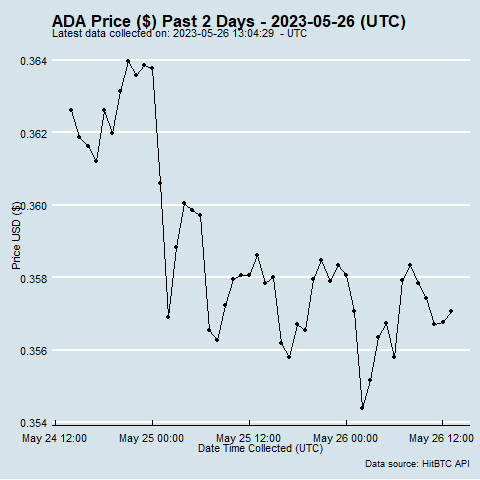 ADA Price ($) Past 2 Days - 2023-05-26 (UTC)
Latest data collected on: 2023-05-26 13:04:29 - UTC
0.364
0.362
0.360
0.358
0.356
0.354
Price USD ($)
May 24 12:00 May 25 00:00 May 25 12:00 May 26 00:00 May 26 12:00
Date Time Collected (UTC)
Data source: HitBTC API